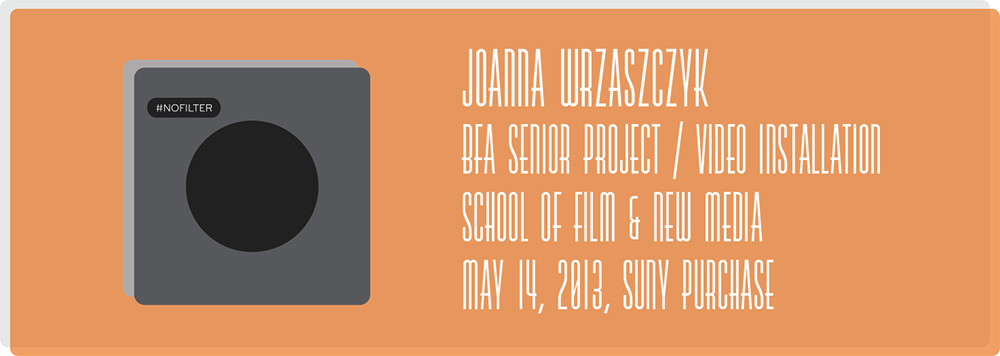 #NOFILTER
JOANNA WRZASZCZYK
BFA SENIOR PROJECT / VIDEO INSTALLATION
SCHOOL OF FILM & NEW MEDIA
MAY 14, 2013, SUNY PURCHASE